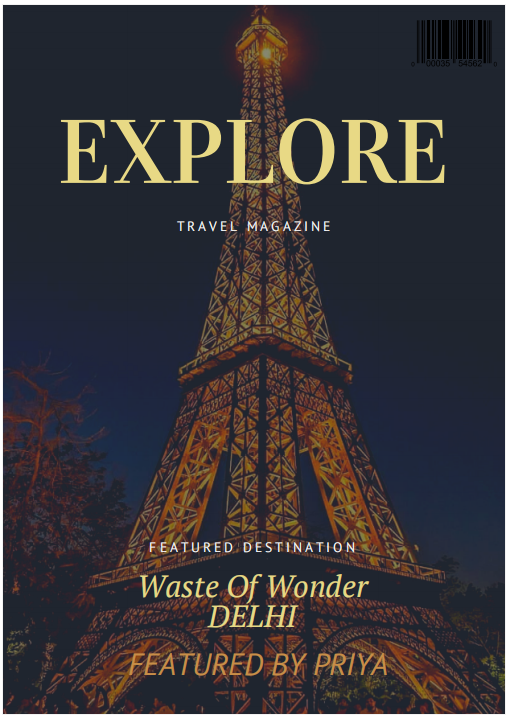 EXPLORE
TRAVEL MAGAZINE
FEATURED DESTINATION
Waste Of Wonder
DELHI
FEATURED BY PRIYA